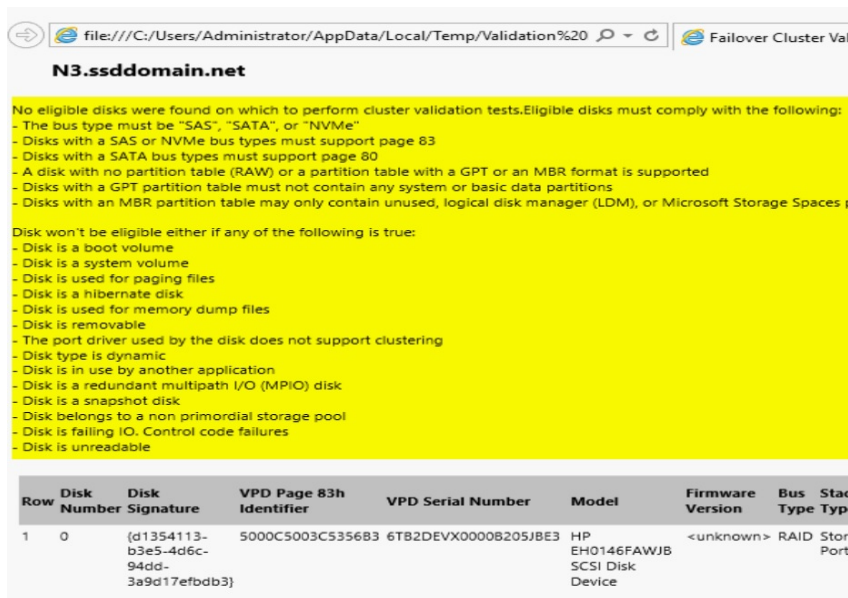 file:///C:/Users/Administrator/AppData/Local/Temp/Validation%20
Failover Cluster Val
N3.ssddomain.net
No eligible disks were found on which to perform cluster validation tests.Eligible disks must comply with the following:
- The bus type must be "SAS", "SATA", or "NVMe"
- Disks with a SAS or NVMe bus types must support page 83
- Disks with a SATA bus types must support page 80
- A disk with no partition table (RAW) or a partition table with a GPT or an MBR format is supported
- Disks with a GPT partition table must not contain any system or basic data partitions
- Disks with an MBR partition table may only contain unused, logical disk manager (LDM), or Microsoft Storage Spaces p
Disk won't be eligible either if any of the following is true:
- Disk is a boot volume
- Disk is a system volume
- Disk is used for paging files
- Disk is a hibernate disk
- Disk is used for memory dump files
- Disk is removable
- The port driver used by the disk does not support clustering
- Disk type is dynamic
- Disk is in use by another application
- Disk is a redundant multipath I/O (MPIO) disk
- Disk is a snapshot disk
- Disk belongs to a non primordial storage pool
- Disk is failing IO. Control code failures
- Disk is unreadable
Row Disk Number Disk Signature VPD Page 83h Identifier VPD Serial Number Model Firmware Version Bus Type Stac Typ
1 0 {d1354113-b3e5-4d6c-94dd-3a9d17efbdb3} 5000C5003C5356B3 6TB2DEVX0000B205JBE3 HP EH0146FAWJB SCSI Disk Device <unknown> RAID Stor Port